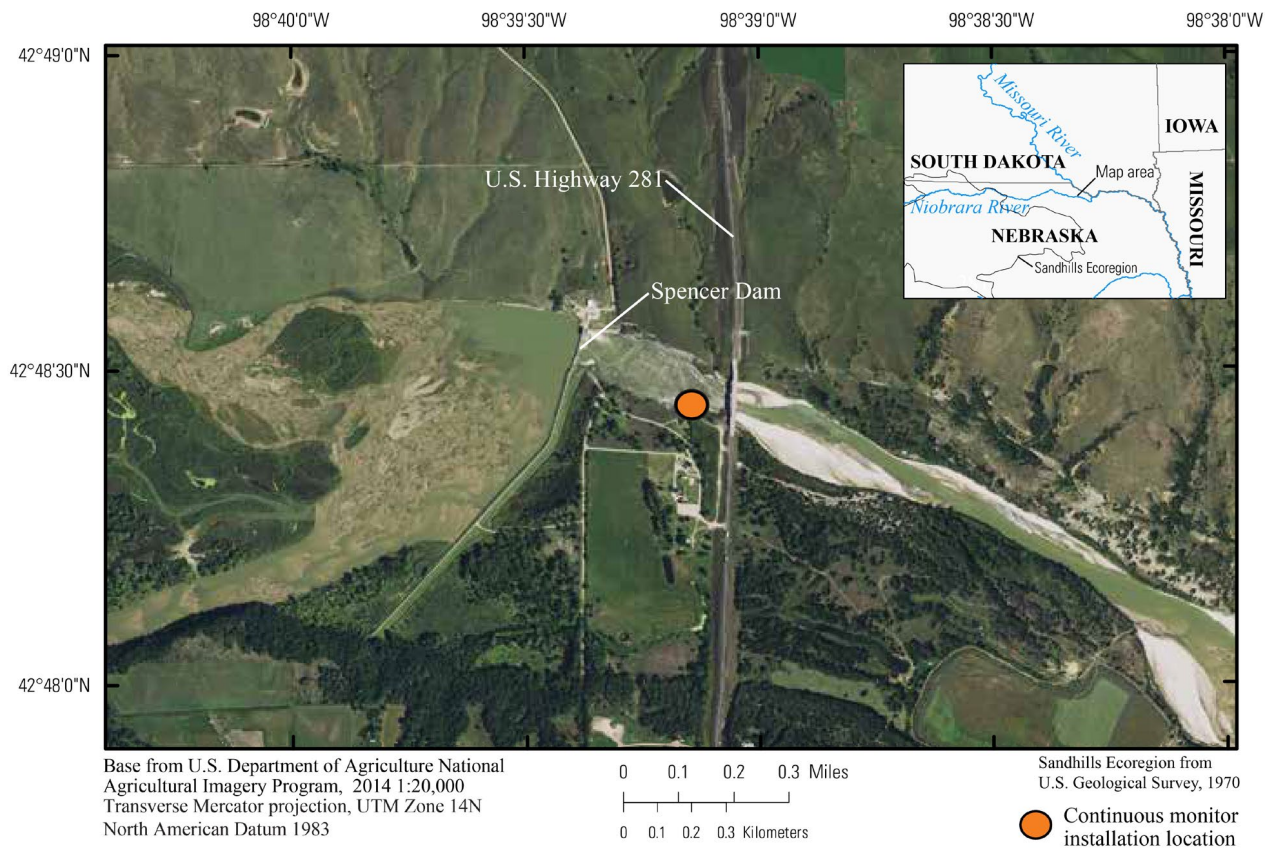 98°40'0"W 98°39'30"W 98°39'0"W 98°38'30"W 98°38'0"W
42°49'0"N
42°48'30"N
42°48'0"N
U.S. Highway 281
Spencer Dam
Missouri River
IOWA
SOUTH DAKOTA
Map area
Niobrara River
MISSOURI
NEBRASKA
Sandhills Ecoregion
Base from U.S. Department of Agriculture National
Agricultural Imagery Program, 2014 1:20,000
Transverse Mercator projection, UTM Zone 14N
North American Datum 1983
0 0.1 0.2 0.3 Miles
0 0.1 0.2 0.3 Kilometers
Sandhills Ecoregion from
U.S. Geological Survey, 1970
Continuous monitor
installation location